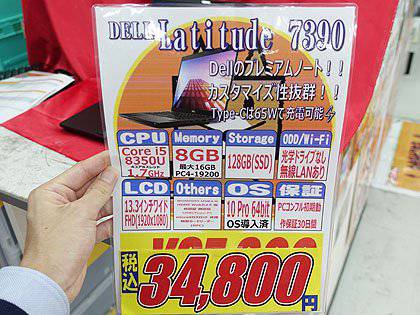 DELL Latitude 7390
Dellのプレミアムノート！！
カスタマイズ性抜群！！
Type-Cは65Wで充電可能
CPU
Core i5
8350U
1.7GHz
Memory
8GB
最大16GB
PC4-19200
Storage
128GB(SSD)
ODD/Wi-Fi
光学ドライブなし
無線LANあり
LCD
13.3インチワイド
FHD(1920x1080)
Others
OS
10 Pro 64bit
OS導入済
保証
PCコンフル初期動
作保証30日間
税込
34,800円